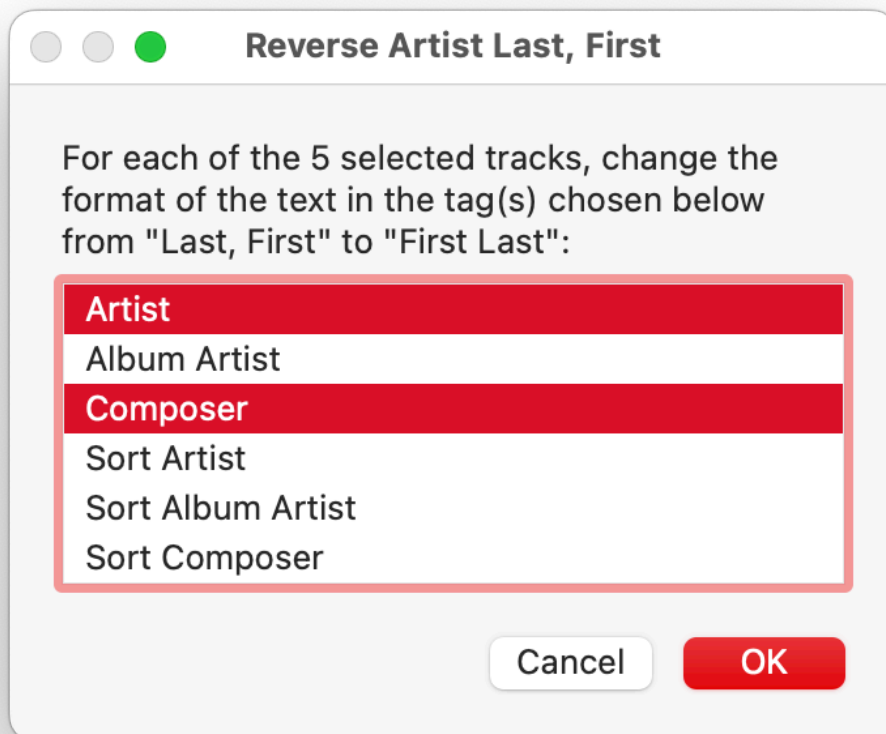 Reverse Artist Last, First
For each of the 5 selected tracks, change the
format of the text in the tag(s) chosen below
from "Last, First" to "First Last":
Artist
Album Artist
Composer
Sort Artist
Sort Album Artist
Sort Composer
Cancel
OK